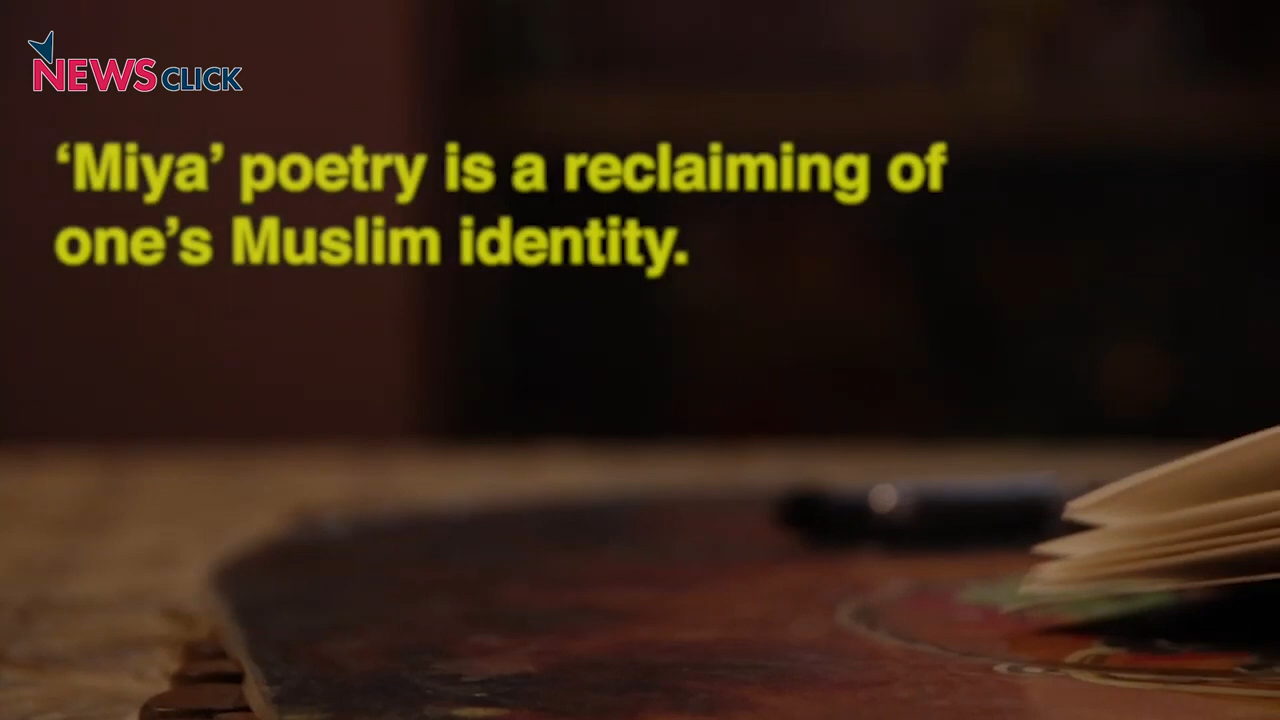 NEWSCLICK
‘Miya’ poetry is a reclaiming of
one’s Muslim identity.